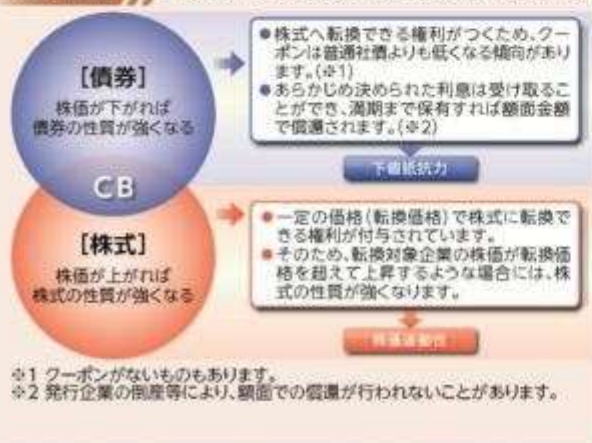 [債券]
株価が下がれば
債券の性質が強くなる
●株式へ転換できる権利がつくため、クー
ポンは普通社債よりも低くなる傾向があり
ます。(※1)
●あらかじめ決められた利息は受け取るこ
とができ、満期まで保有すれば額面金額
で償還されます。(※2)
下値抵抗力
CB
[株式]
株価が上がれば
株式の性質が強くなる
●一定の価格(転換価格)で株式に転換で
きる権利が付与されています。
●そのため、転換対象企業の株価が転換価
格を超えて上昇するような場合には、株
式の性質が強くなります。
※1 クーポンがないものもあります。
※2 発行企業の倒産等により、額面での償還が行われないことがあります。